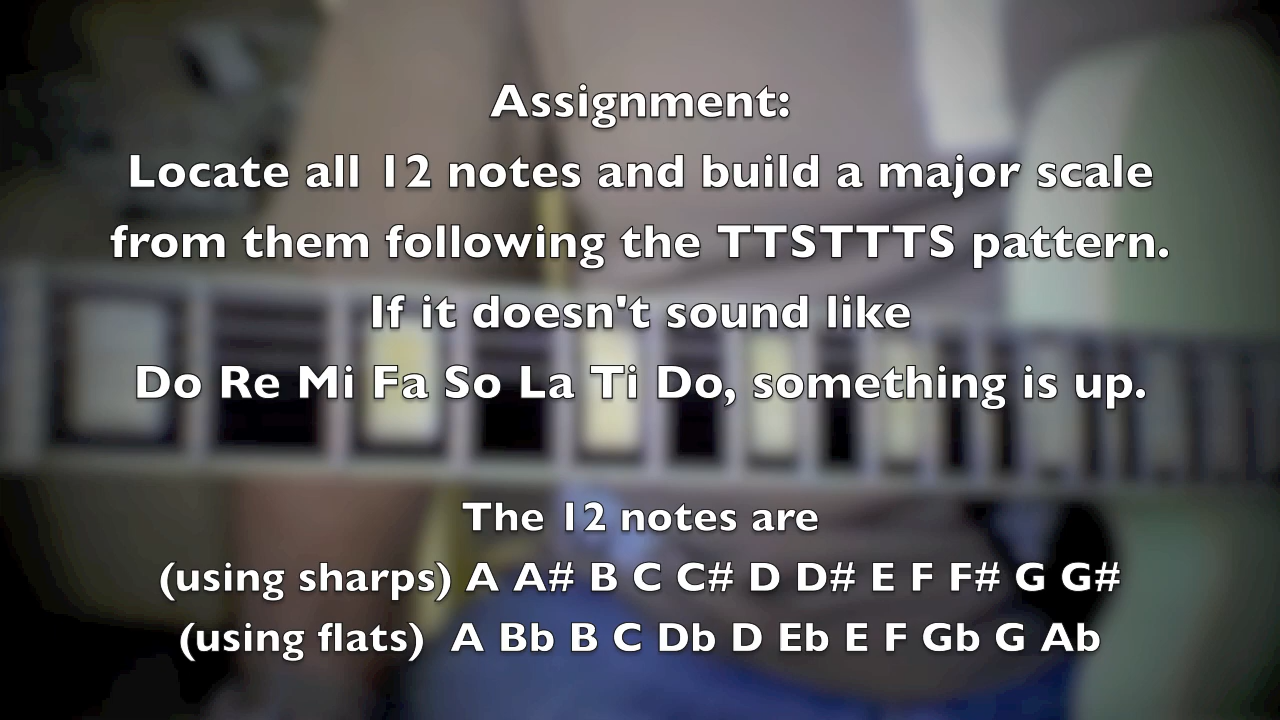 Assignment:
Locate all 12 notes and build a major scale
from them following the TTSTTTS pattern.
If it doesn't sound like
Do Re Mi Fa So La Ti Do, something is up.
The 12 notes are
(using sharps) A A# B C C# D D# E F F# G G#
(using flats) A Bb B C Db D Eb E F Gb G Ab